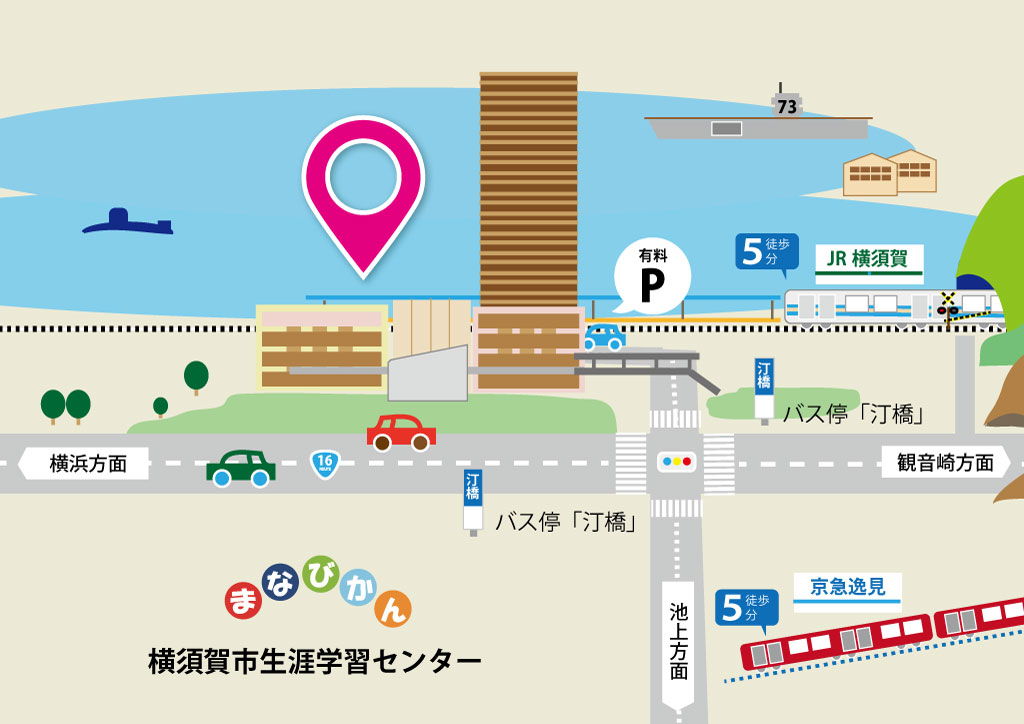 73
有料
P
5 徒歩
分
JR 横須賀
汀橋
バス停「汀橋」
横浜方面
16
観音崎方面
汀橋
バス停「汀橋」
まなびかん
横須賀市生涯学習センター
池上方面
5 徒歩
分
京急逸見